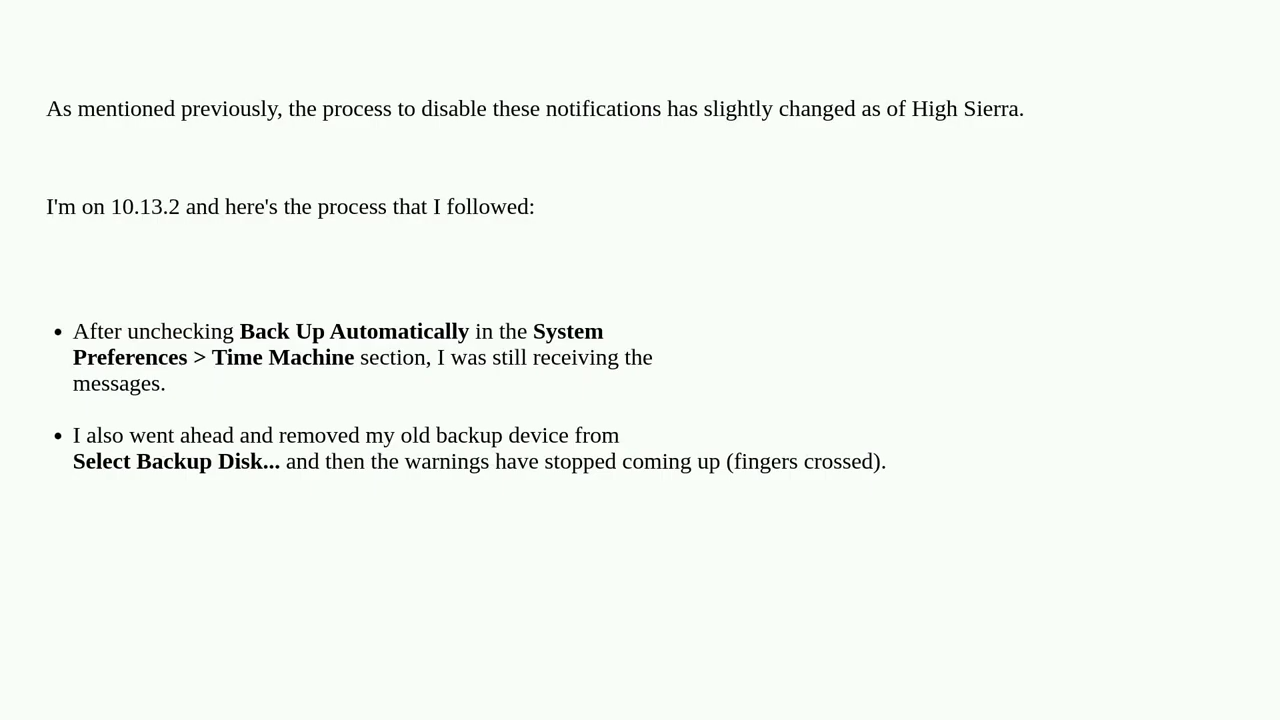 As mentioned previously, the process to disable these notifications has slightly changed as of High Sierra.
I'm on 10.13.2 and here's the process that I followed:
• After unchecking Back Up Automatically in the System
Preferences > Time Machine section, I was still receiving the
messages.
• I also went ahead and removed my old backup device from
Select Backup Disk... and then the warnings have stopped coming up (fingers crossed).